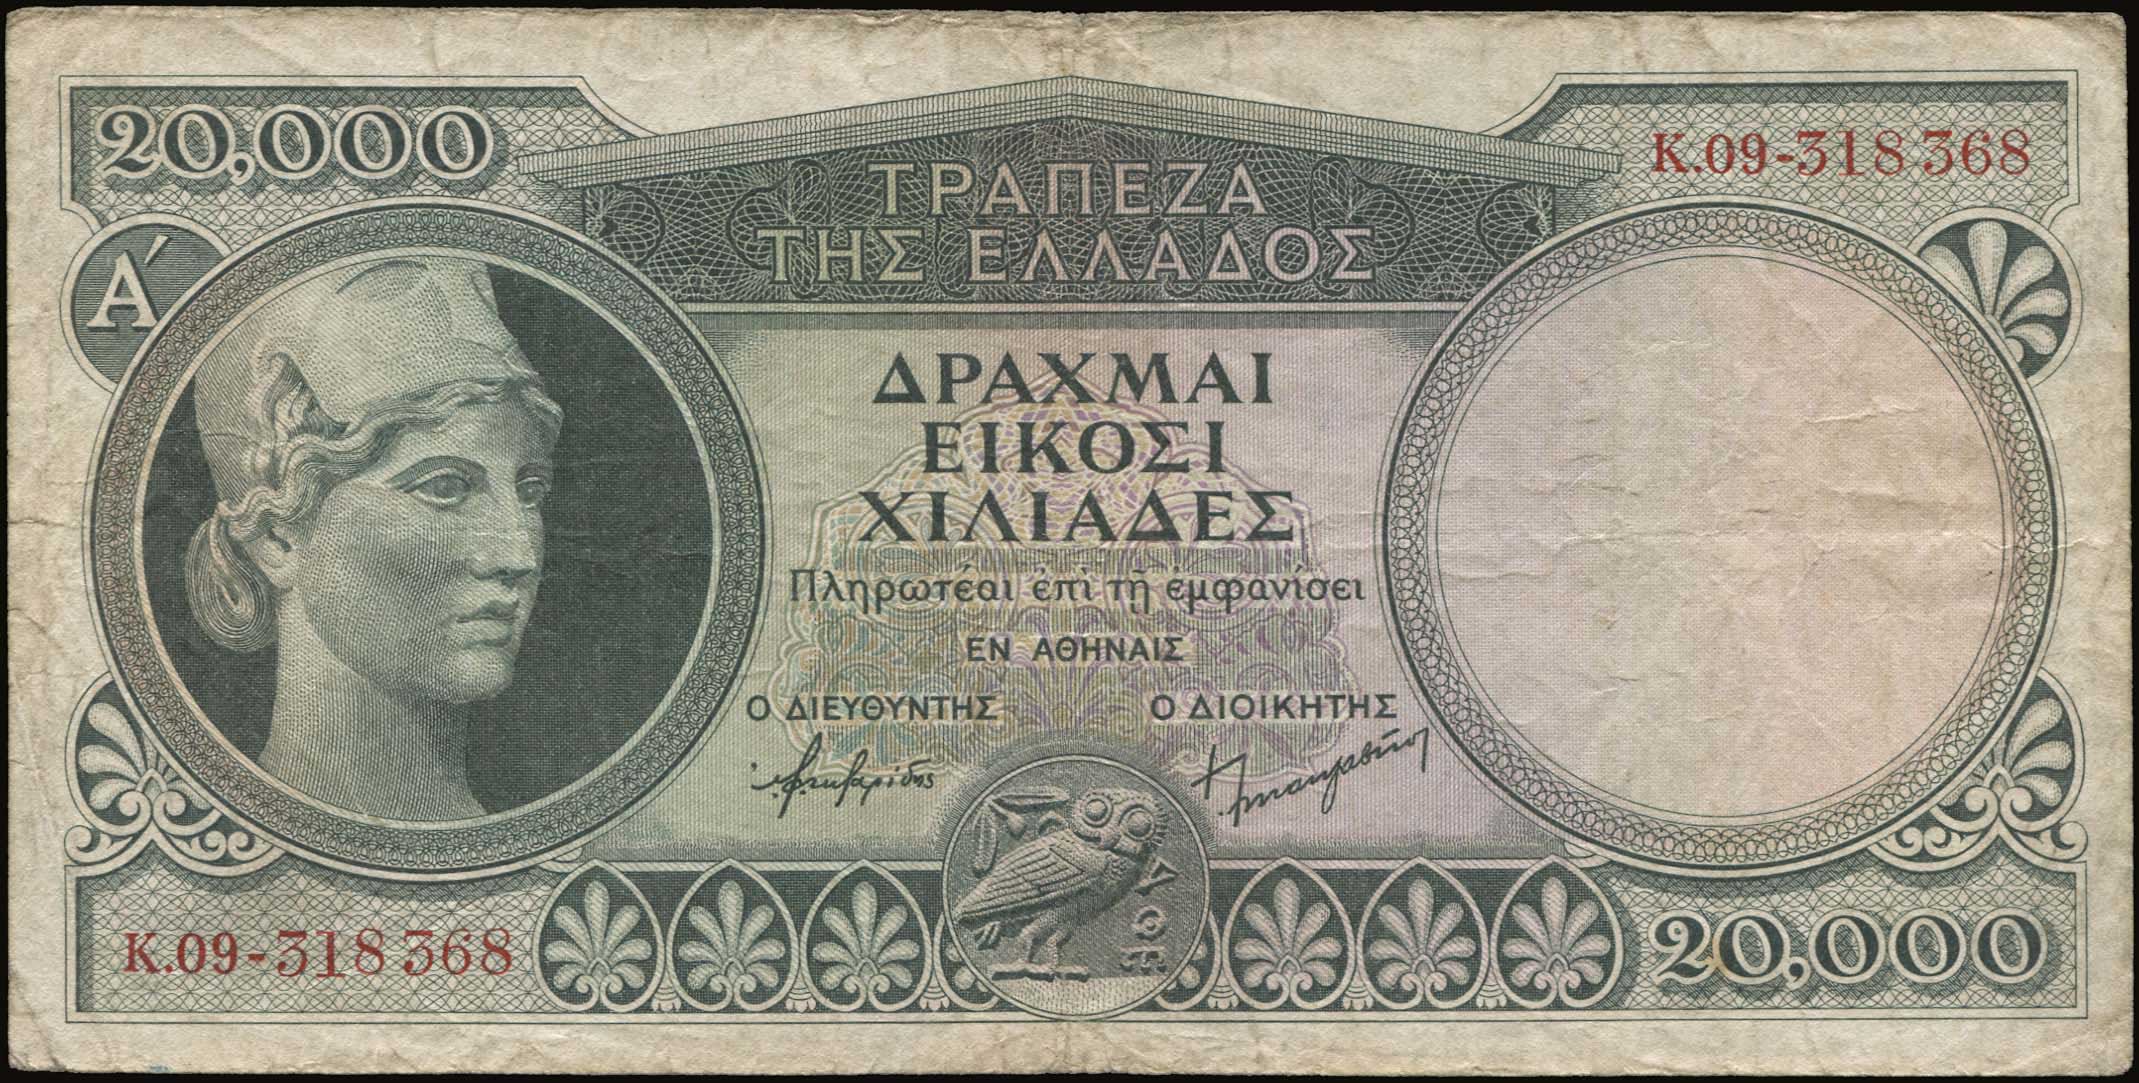 20,000
Κ.09-318 368
ΤΡΑΠΕΖΑ
ΤΗΣ ΕΛΛΑΔΟΣ
Α΄
ΔΡΑΧΜΑΙ
ΕΙΚΟΣΙ
ΧΙΛΙΑΔΕΣ
Πληρωτέαι ἐπὶ τῇ ἐμφανίσει
ΕΝ ΑΘΗΝΑΙΣ
Ο ΔΙΕΥΘΥΝΤΗΣ
Ο ΔΙΟΙΚΗΤΗΣ
ΑΘΕ
Κ.09-318 368
20,000